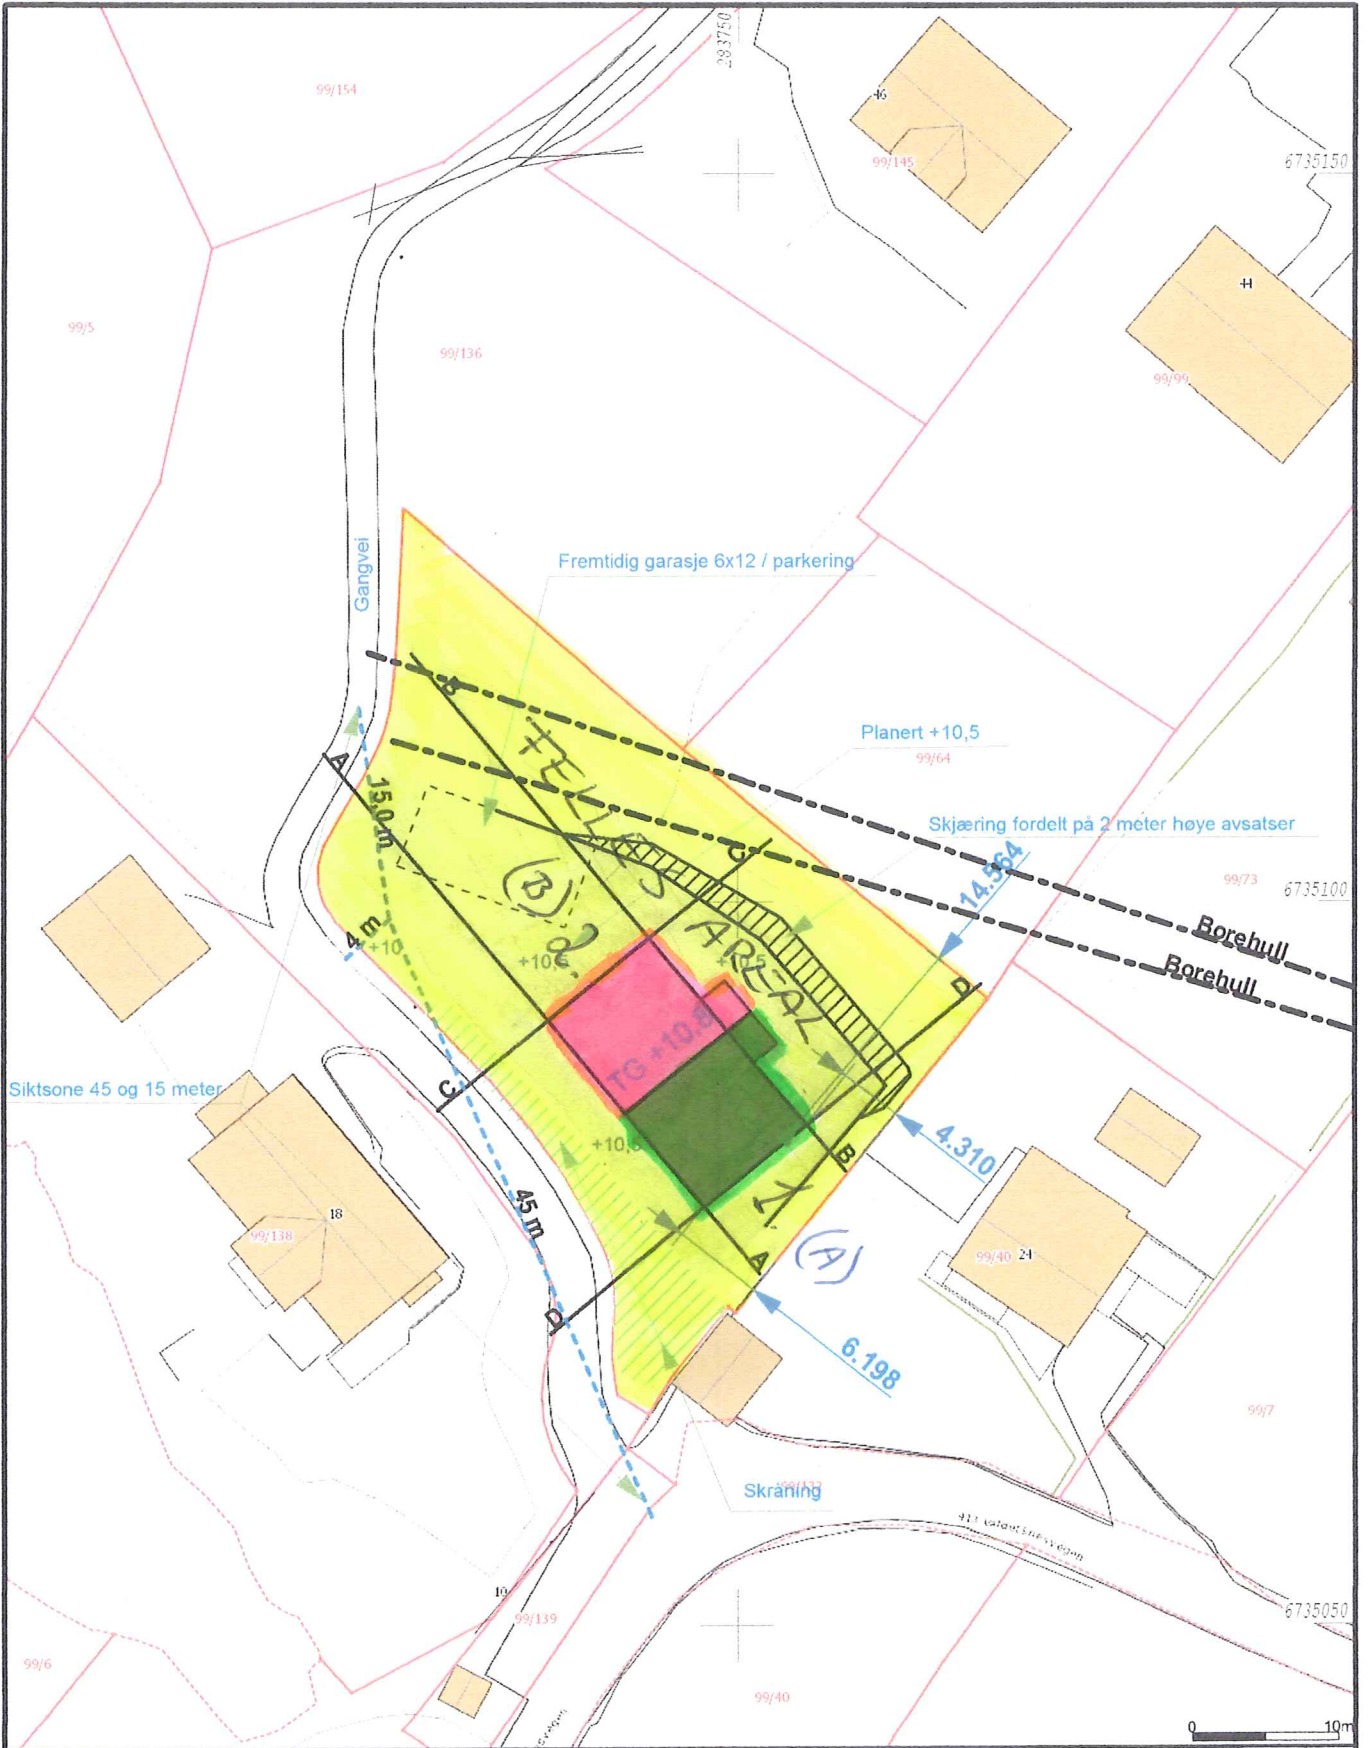 283750
99/154
46
6735150
99/145
44
99/5
99/136
99/99
Gangvei
Fremtidig garasje 6x12 / parkering
B
Planert +10,5
99/64
A
15,0 m
FELLES
AREAL
Skjæring fordelt på 2 meter høye avsatser
C
14.564
99/73
6735100
(B)
2.
4 m
+10
+10,5
Borehull
Borehull
D
TG +10.8
C
Siktsone 45 og 15 meter
4.310
B
1
45 m
18
99/138
(A)
A
99/40
24
D
6.198
99/7
Skråning
10
99/139
6735050
99/6
99/40
0
10m